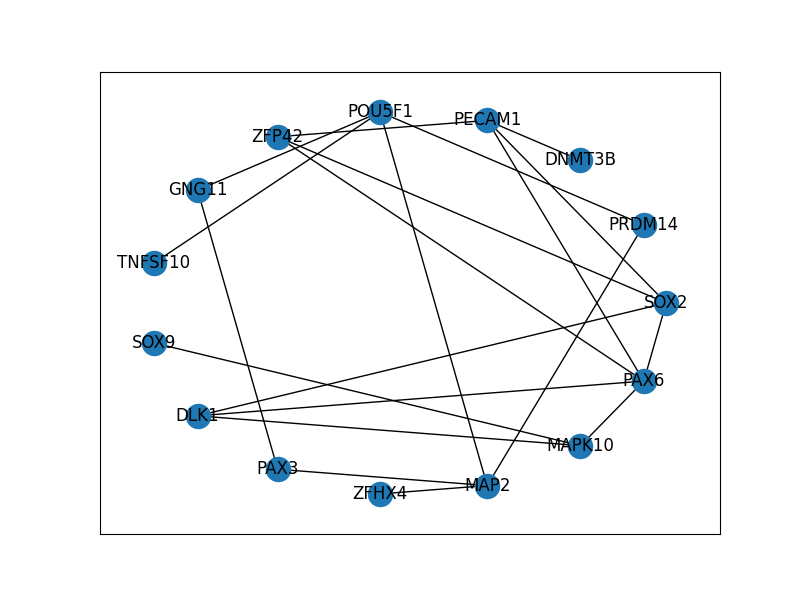 POU5F1
PECAM1
ZFP42
DNMT3B
GNG11
PRDM14
TNFSF10
SOX2
SOX9
PAX6
DLK1
MAPK10
PAX3
MAP2
ZFHX4